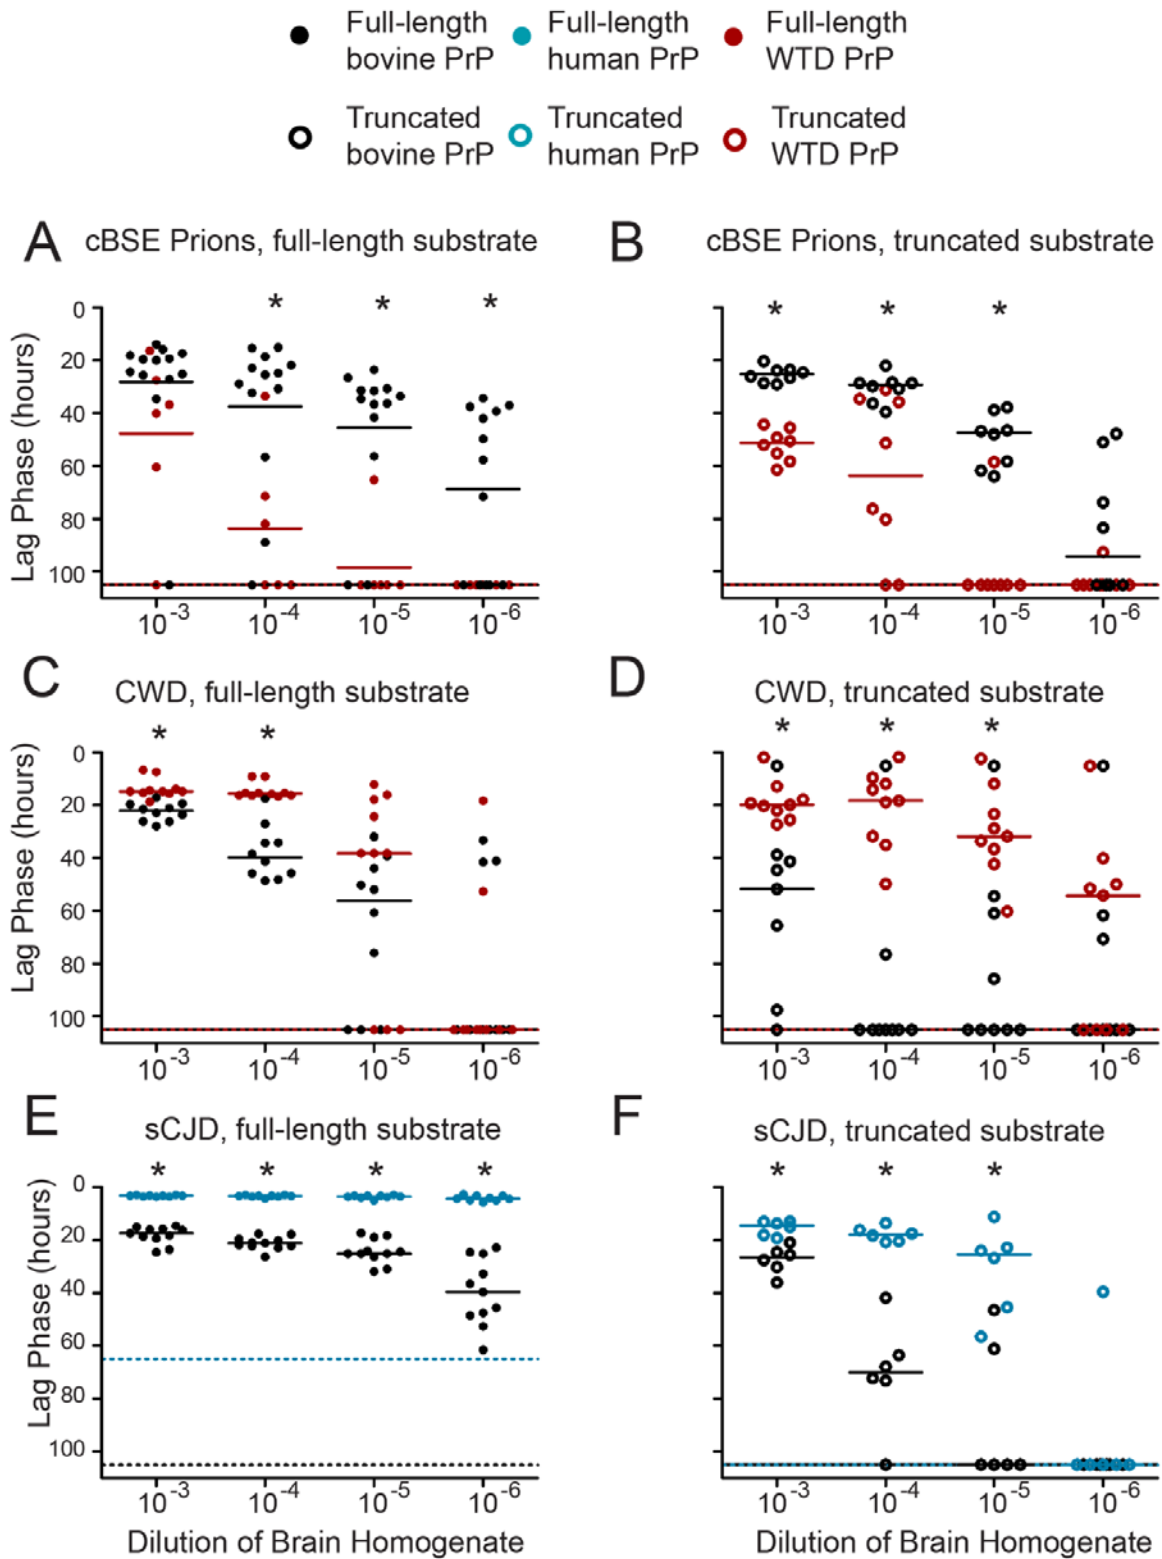 Full-length bovine PrP
Full-length human PrP
Full-length WTD PrP
Truncated bovine PrP
Truncated human PrP
Truncated WTD PrP
A
cBSE Prions, full-length substrate
* * *
Lag Phase (hours)
0
20
40
60
80
100
10-3 10-4 10-5 10-6
B
cBSE Prions, truncated substrate
* * *
10-3 10-4 10-5 10-6
C
CWD, full-length substrate
* *
Lag Phase (hours)
0
20
40
60
80
100
10-3 10-4 10-5 10-6
D
CWD, truncated substrate
* * *
10-3 10-4 10-5 10-6
E
sCJD, full-length substrate
* * * *
Lag Phase (hours)
0
20
40
60
80
100
10-3 10-4 10-5 10-6
Dilution of Brain Homogenate
F
sCJD, truncated substrate
* * *
10-3 10-4 10-5 10-6
Dilution of Brain Homogenate